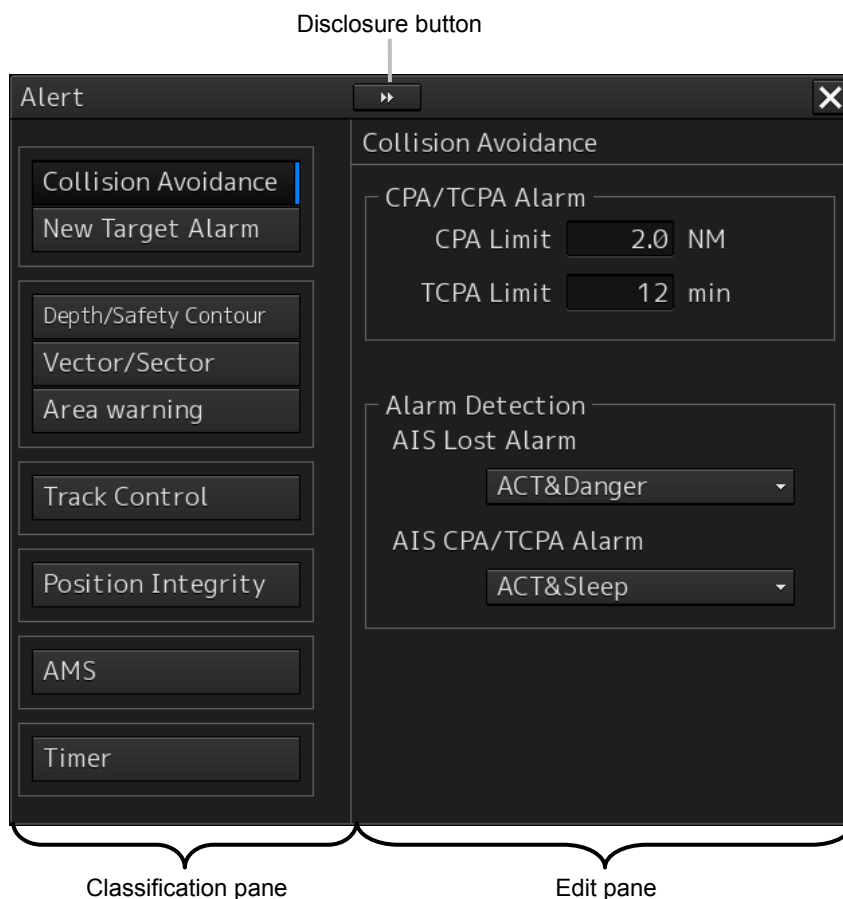 Disclosure button
Alert
Collision Avoidance
New Target Alarm
Depth/Safety Contour
Vector/Sector
Area warning
Track Control
Position Integrity
AMS
Timer
Collision Avoidance
CPA/TCPA Alarm
CPA Limit 2.0 NM
TCPA Limit 12 min
Alarm Detection
AIS Lost Alarm
ACT&Danger
AIS CPA/TCPA Alarm
ACT&Sleep
Classification pane
Edit pane